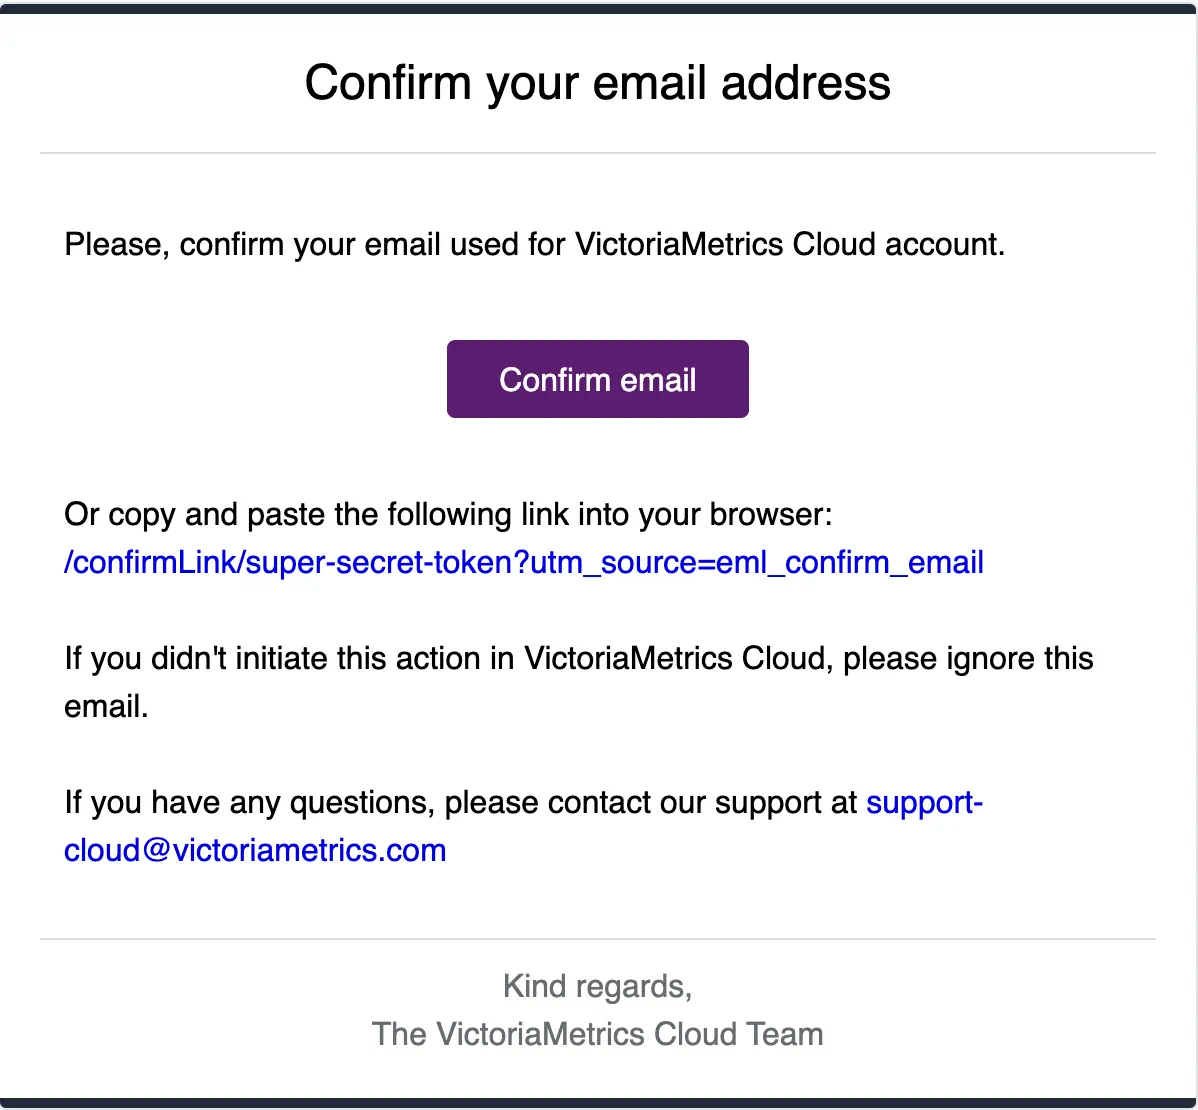 Confirm your email address
Please, confirm your email used for VictoriaMetrics Cloud account.
Confirm email
Or copy and paste the following link into your browser:
/confirmLink/super-secret-token?utm_source=eml_confirm_email
If you didn't initiate this action in VictoriaMetrics Cloud, please ignore this
email.
If you have any questions, please contact our support at support-
cloud@victoriametrics.com
Kind regards,
The VictoriaMetrics Cloud Team